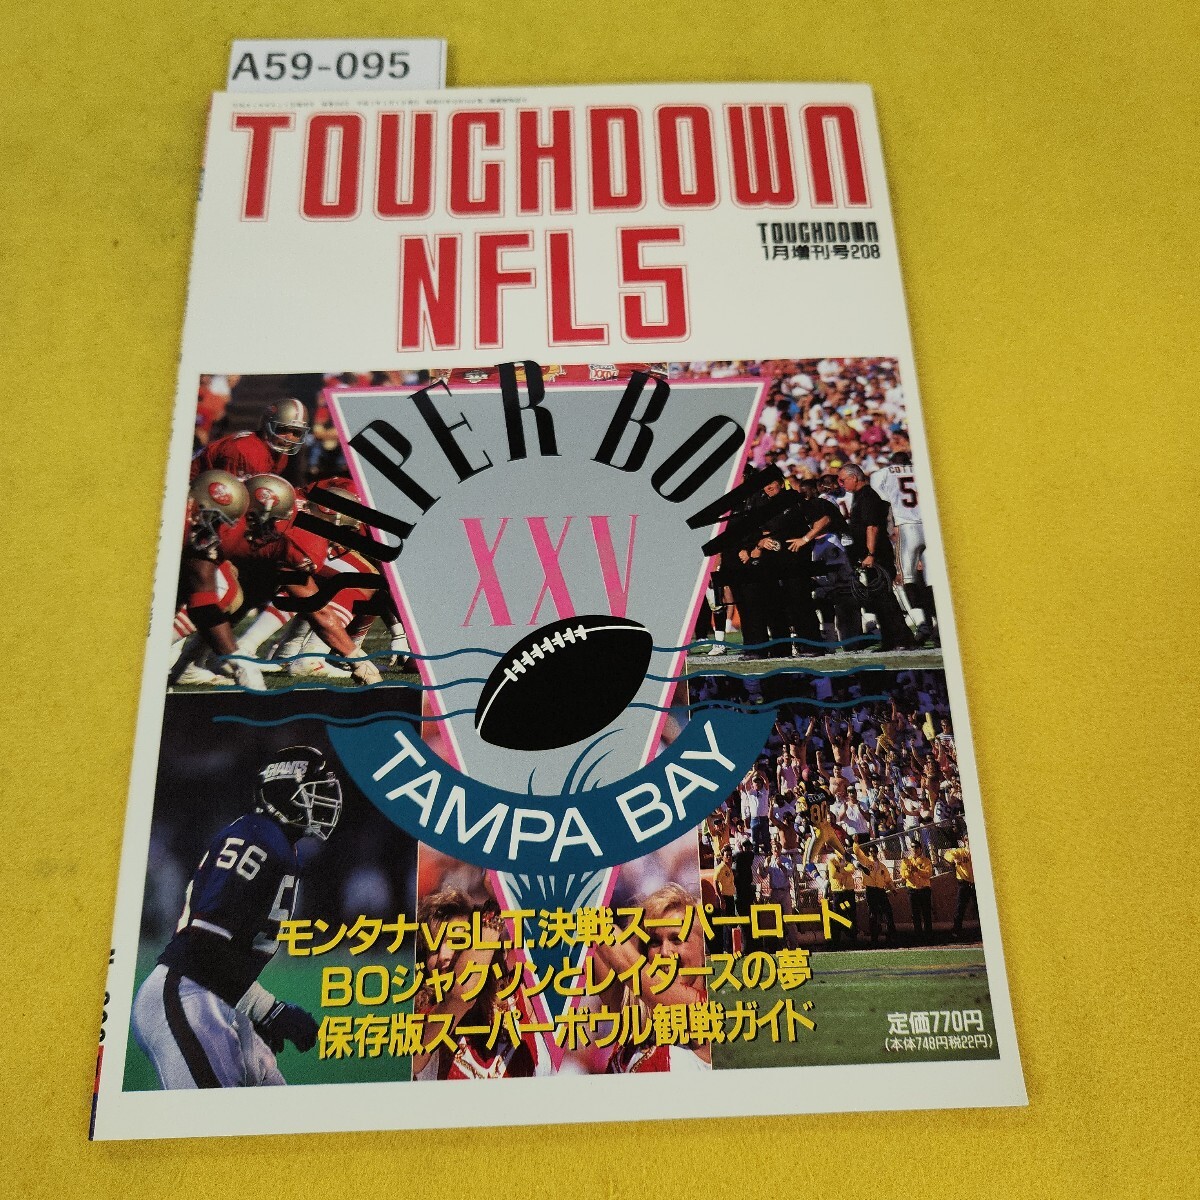 A59-095
TOUCHDOWN
NFL5
TOUCHDOWN
1月増刊号208
SUPER BOWL
XXV
TAMPA BAY
COTT
5
GIANTS
56
モンタナvsL.T.決戦スーパーロード
BOジャクソンとレイダーズの夢
保存版スーパーボウル観戦ガイド
定価770円
(本体748円税22円)